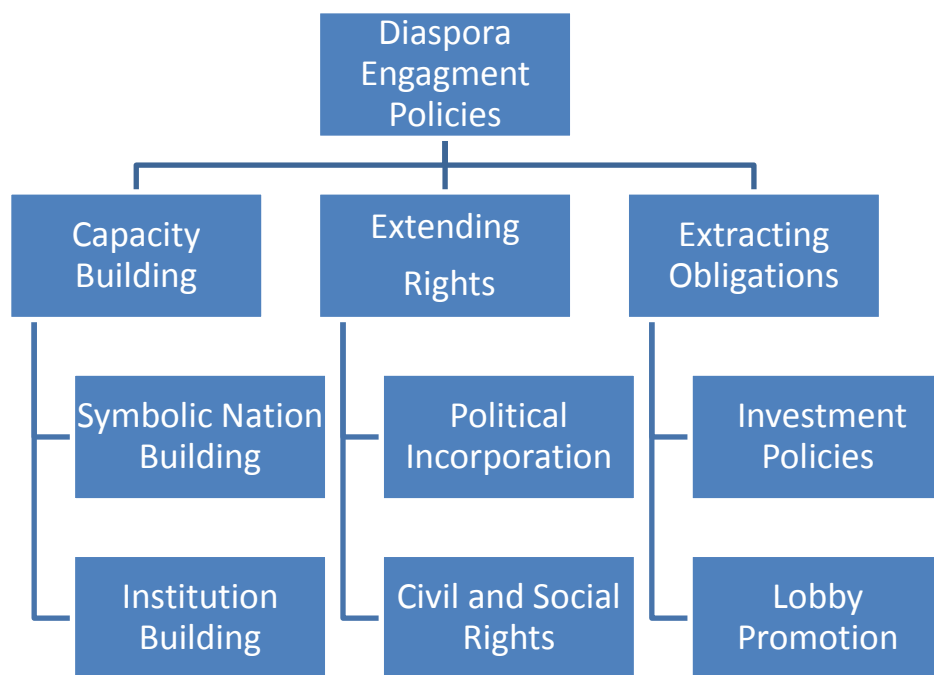 Diaspora
Engagment
Policies
Capacity
Building
Extending
Rights
Extracting
Obligations
Symbolic Nation
Building
Political
Incorporation
Investment
Policies
Institution
Building
Civil and Social
Rights
Lobby
Promotion